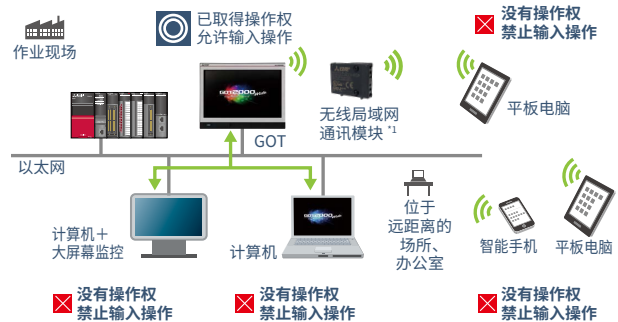 作业现场
已取得操作权
允许输入操作
没有操作权
禁止输入操作
GOT2000
GOT
无线局域网
通讯模块 *1
平板电脑
以太网
计算机＋
大屏幕监控
计算机
GOT2000
位于
远距离的
场所、
办公室
智能手机
平板电脑
没有操作权
禁止输入操作
没有操作权
禁止输入操作
没有操作权
禁止输入操作